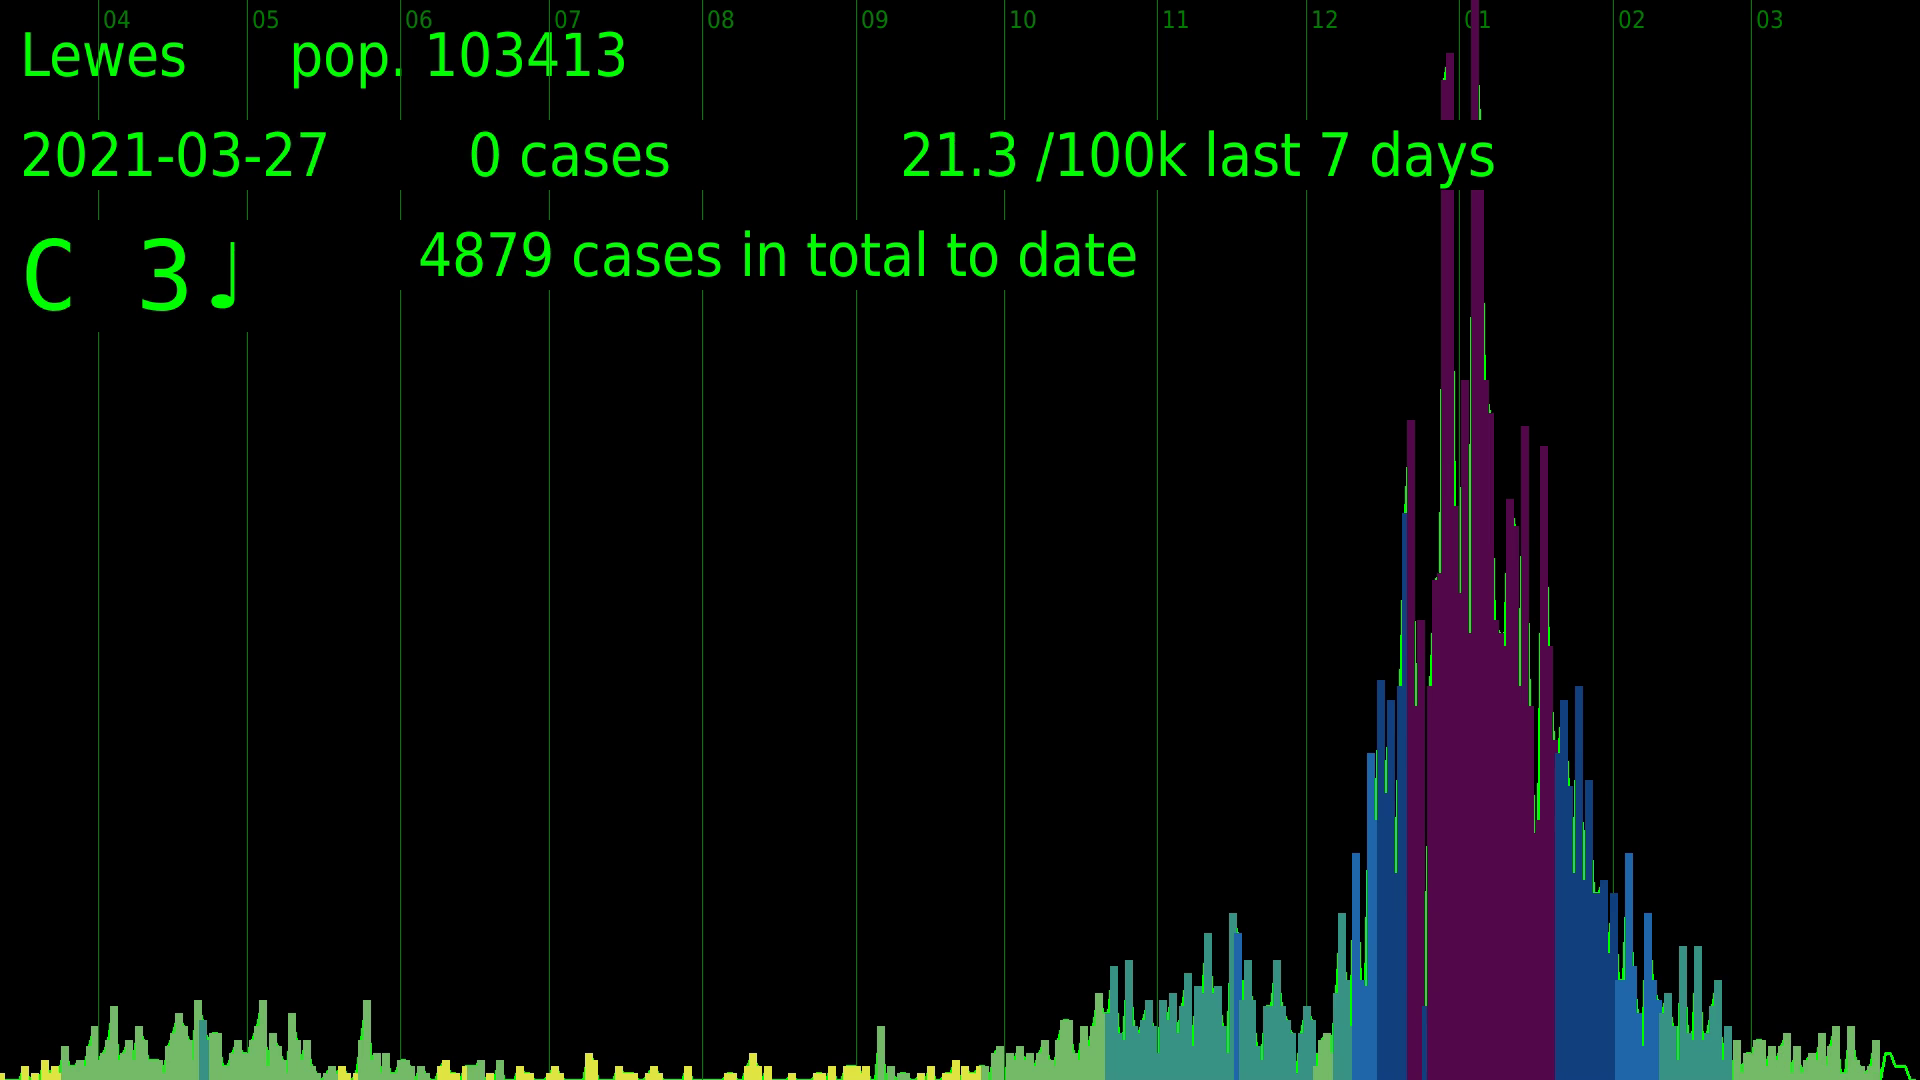 04 05 06 07 08 09 10 11 12 01 02 03
Lewes pop. 103413
2021-03-27 0 cases 21.3 /100k last 7 days
C 3♩ 4879 cases in total to date